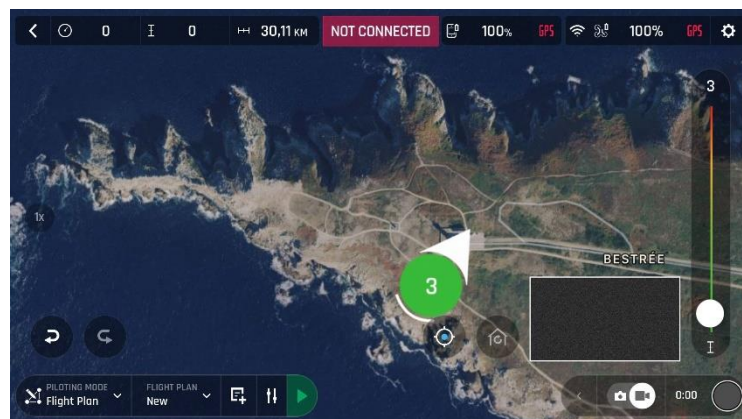 0
0
30,11 KM
NOT CONNECTED
100%
GPS
100%
GPS
3
1x
BESTRÉE
3
PILOTING MODE
Flight Plan
FLIGHT PLAN
New
0:00